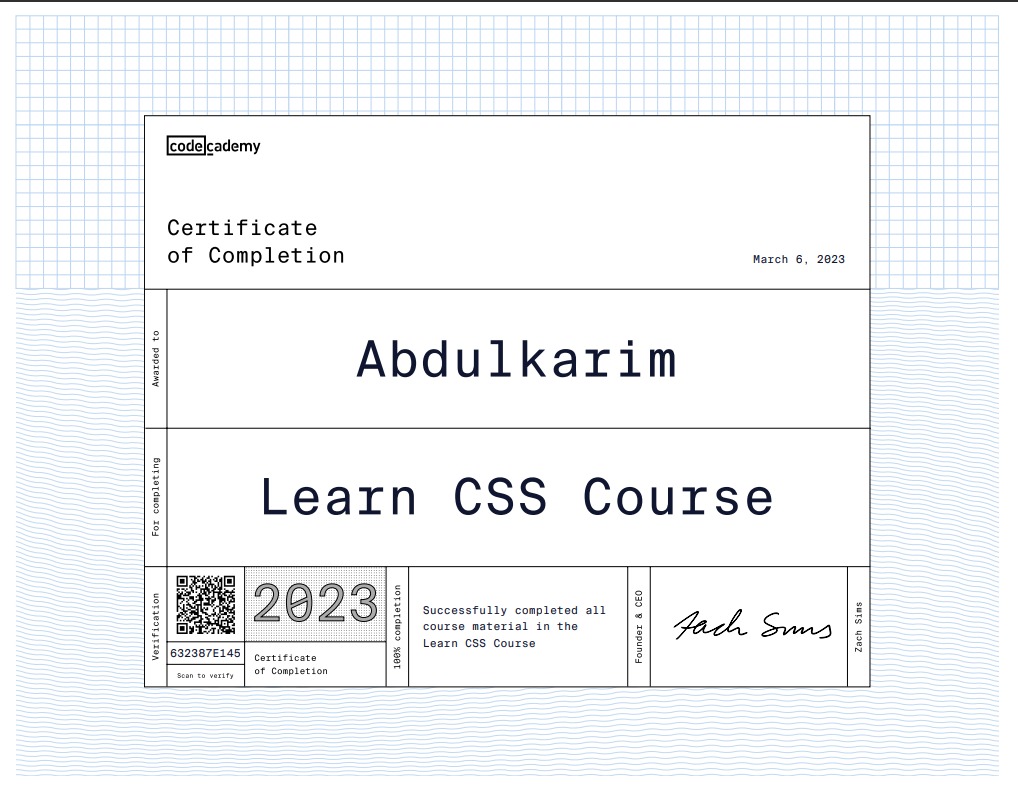 codecademy
Certificate
of Completion
March 6, 2023
Awarded to
Abdulkarim
For completing
Learn CSS Course
Verification
632387E145
Scan to verify
2023
Certificate
of Completion
100% completion
Successfully completed all
course material in the
Learn CSS Course
Founder & CEO
Zach Sims
Zach Sims